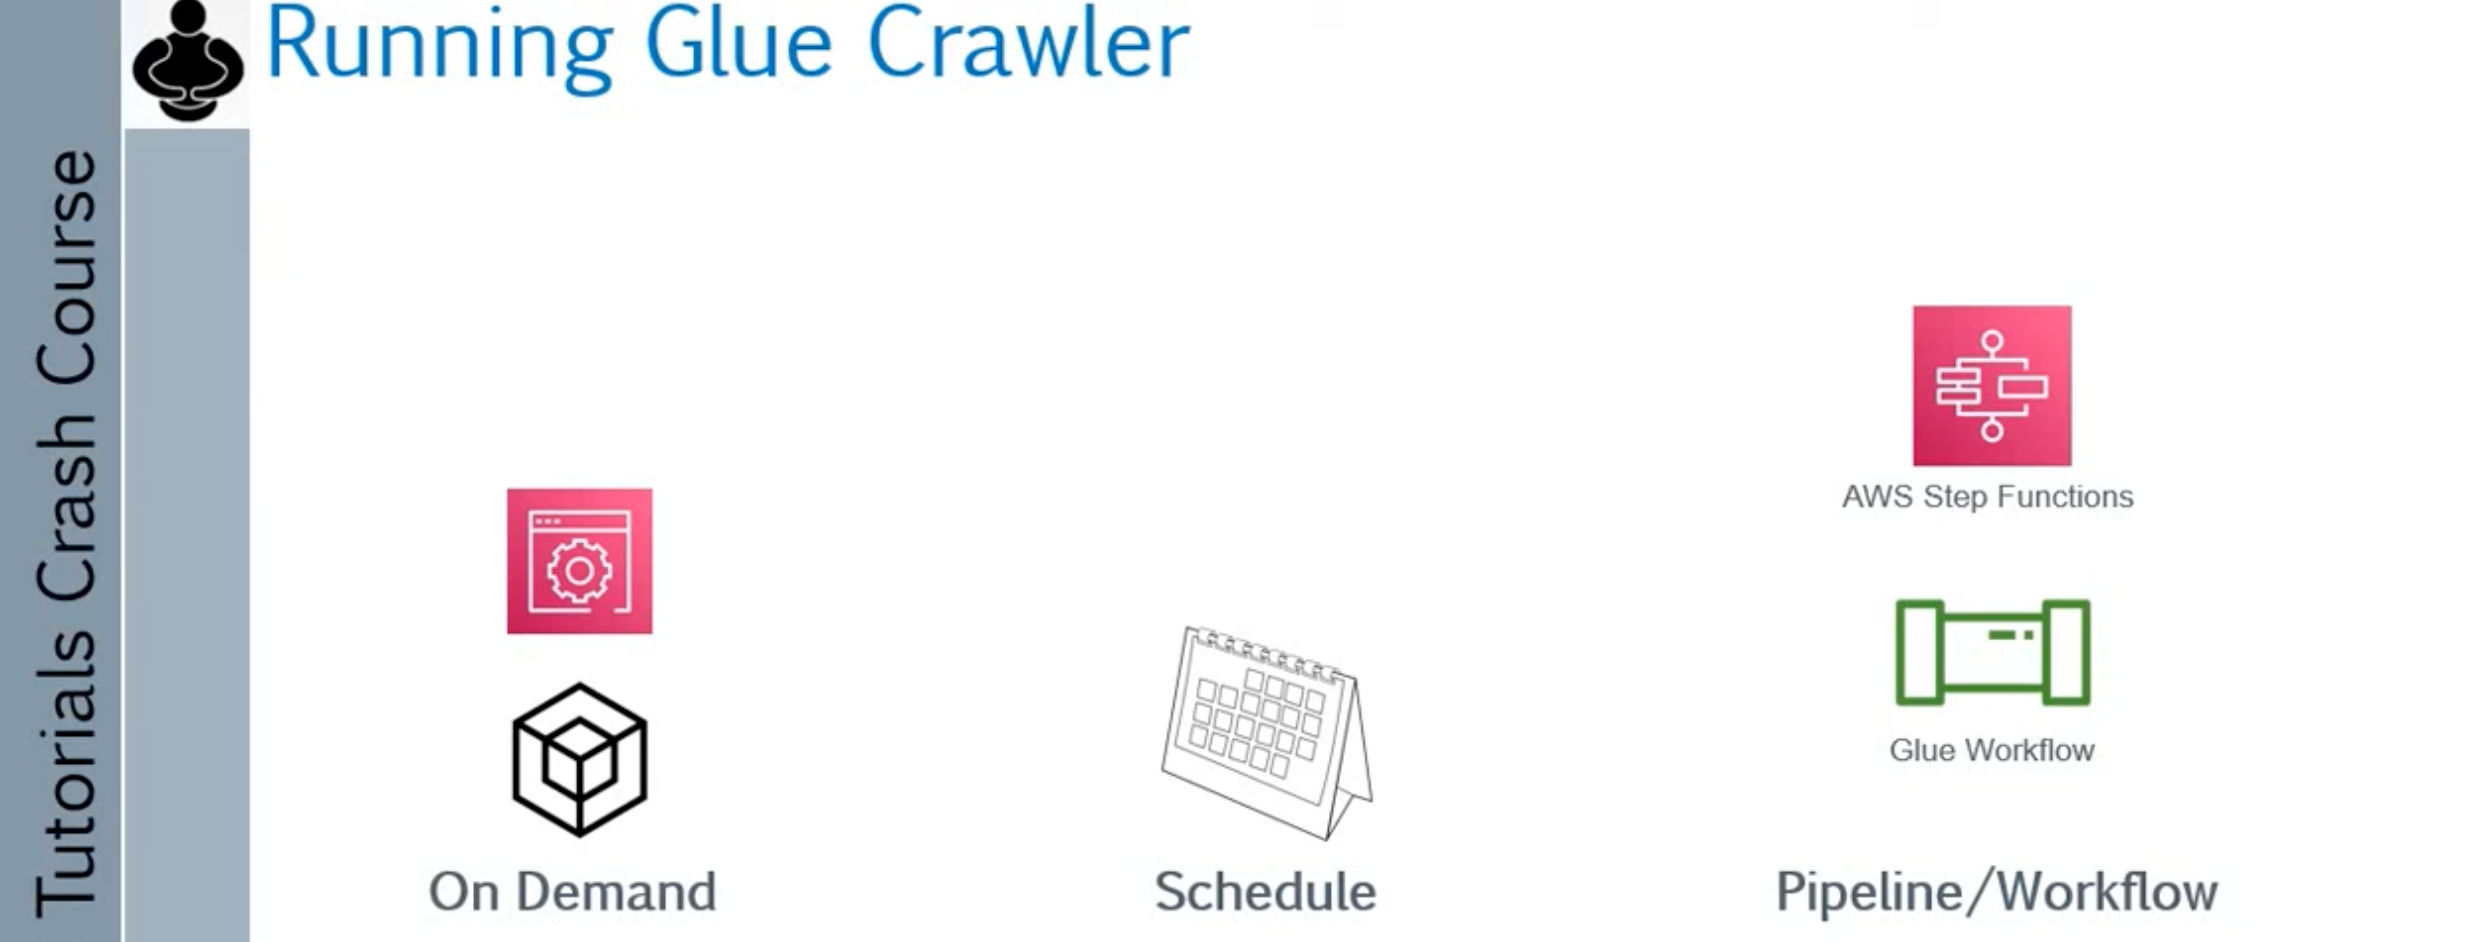 Running Glue Crawler
Tutorials Crash Course
AWS Step Functions
Glue Workflow
On Demand
Schedule
Pipeline/Workflow